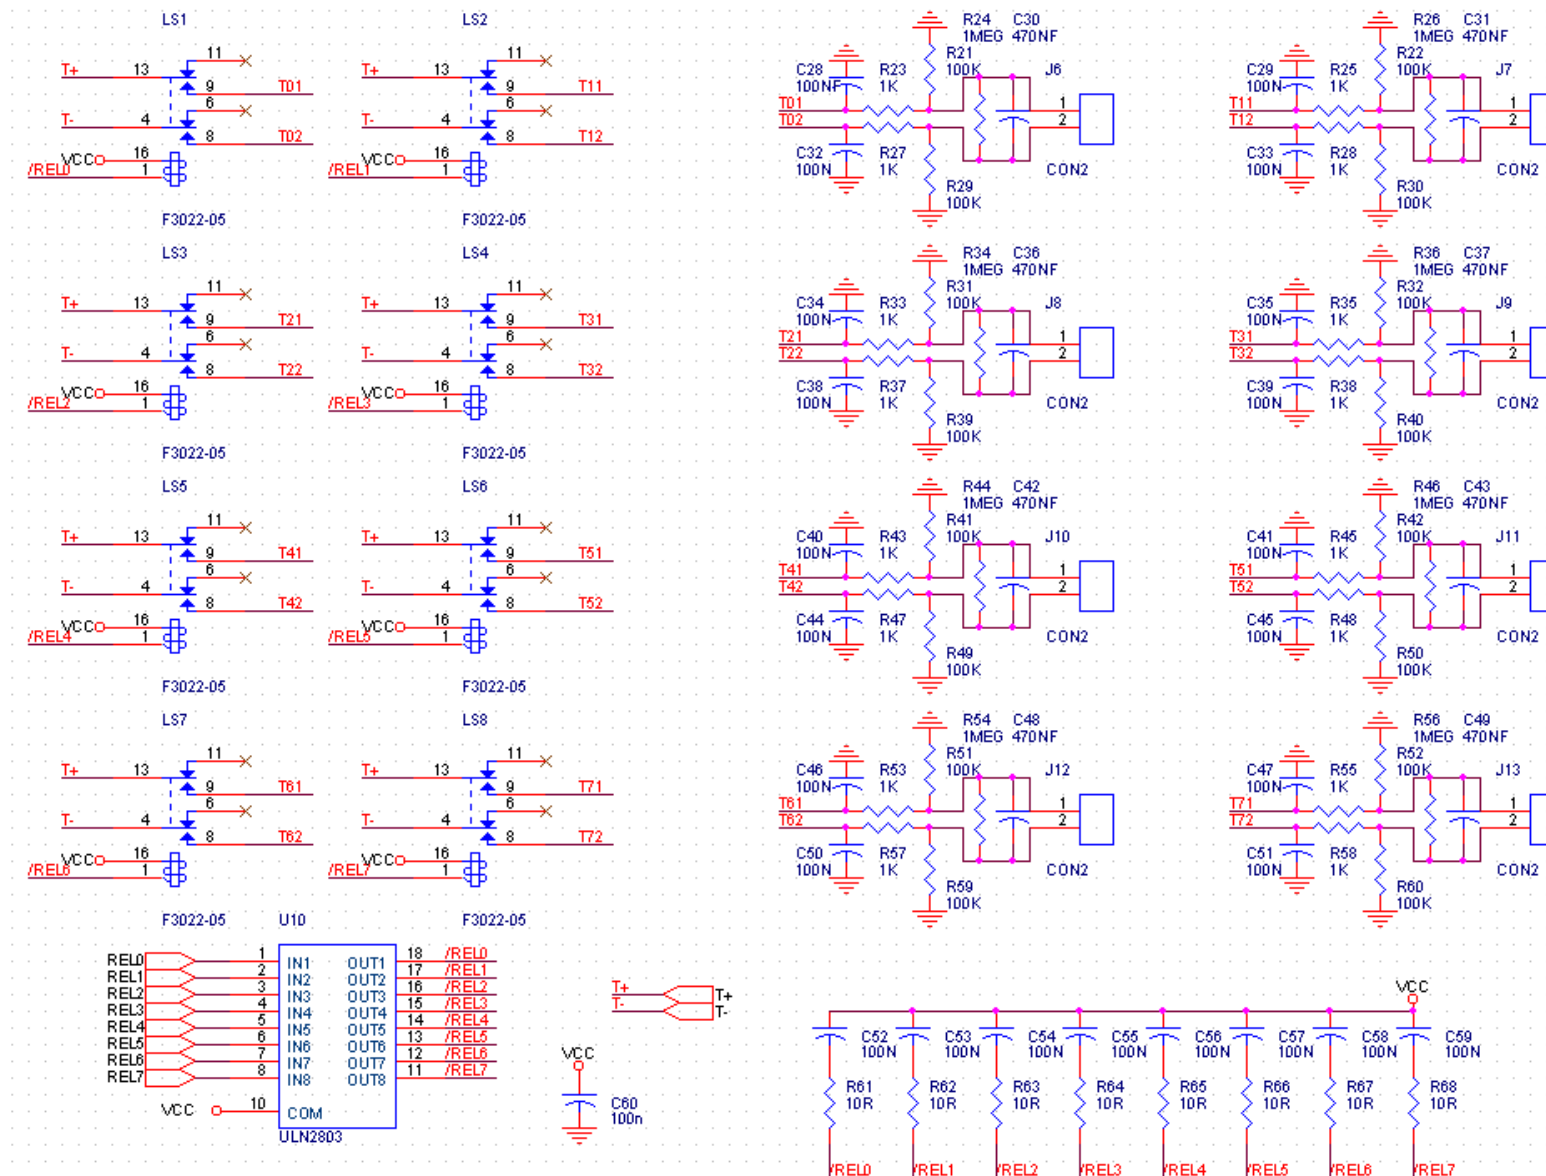 LS1 LS2 R24 C30 R26 C31
1MEG 470NF 1MEG 470NF
11 11 R21 R22
T+ 13 T+ 13 C28 R23 100K J6 C29 R25 100K J7
9 T01 9 T11 100NF 1K 100N 1K
6 6 T01 1 T11 1
T- 4 T- 4 T02 2 T12 2
8 T02 8 T12
VCC 16 VCC 16 C32 R27 C33 R28
/REL0 1 /REL1 1 100N 1K CON2 100N 1K CON2
R29 R30
100K 100K
F3022-05 F3022-05
LS3 LS4 R34 C36 R36 C37
1MEG 470NF 1MEG 470NF
11 11 R31 R32
T+ 13 T+ 13 C34 R33 100K J8 C35 R35 100K J9
9 T21 9 T31 100N 1K 100N 1K
6 6 T21 1 T31 1
T- 4 T- 4 T22 2 T32 2
8 T22 8 T32
VCC 16 VCC 16 C38 R37 C39 R38
/REL2 1 /REL3 1 100N 1K CON2 100N 1K CON2
R39 R40
100K 100K
F3022-05 F3022-05
LS5 LS6 R44 C42 R46 C43
1MEG 470NF 1MEG 470NF
11 11 R41 R42
T+ 13 T+ 13 C40 R43 100K J10 C41 R45 100K J11
9 T41 9 T51 100N 1K 100N 1K
6 6 T41 1 T51 1
T- 4 T- 4 T42 2 T52 2
8 T42 8 T52
VCC 16 VCC 16 C44 R47 C45 R48
/REL4 1 /REL5 1 100N 1K CON2 100N 1K CON2
R49 R50
100K 100K
F3022-05 F3022-05
LS7 LS8 R54 C48 R56 C49
1MEG 470NF 1MEG 470NF
11 11 R51 R52
T+ 13 T+ 13 C46 R53 100K J12 C47 R55 100K J13
9 T61 9 T71 100N 1K 100N 1K
6 6 T61 1 T71 1
T- 4 T- 4 T62 2 T72 2
8 T62 8 T72
VCC 16 VCC 16 C50 R57 C51 R58
/REL6 1 /REL7 1 100N 1K CON2 100N 1K CON2
R59 R60
100K 100K
F3022-05 U10 F3022-05
REL0 1 IN1 OUT1 18 /REL0
REL1 2 IN2 OUT2 17 /REL1
REL2 3 IN3 OUT3 16 /REL2
REL3 4 IN4 OUT4 15 /REL3
REL4 5 IN5 OUT5 14 /REL4
REL5 6 IN6 OUT6 13 /REL5
REL6 7 IN7 OUT7 12 /REL6
REL7 8 IN8 OUT8 11 /REL7
VCC 10 COM
ULN2803
T+ T+
T- T-
VCC
C60
100n
VCC
C52 C53 C54 C55 C56 C57 C58 C59
100N 100N 100N 100N 100N 100N 100N 100N
R61 R62 R63 R64 R65 R66 R67 R68
10R 10R 10R 10R 10R 10R 10R 10R
/REL0 /REL1 /REL2 /REL3 /REL4 /REL5 /REL6 /REL7